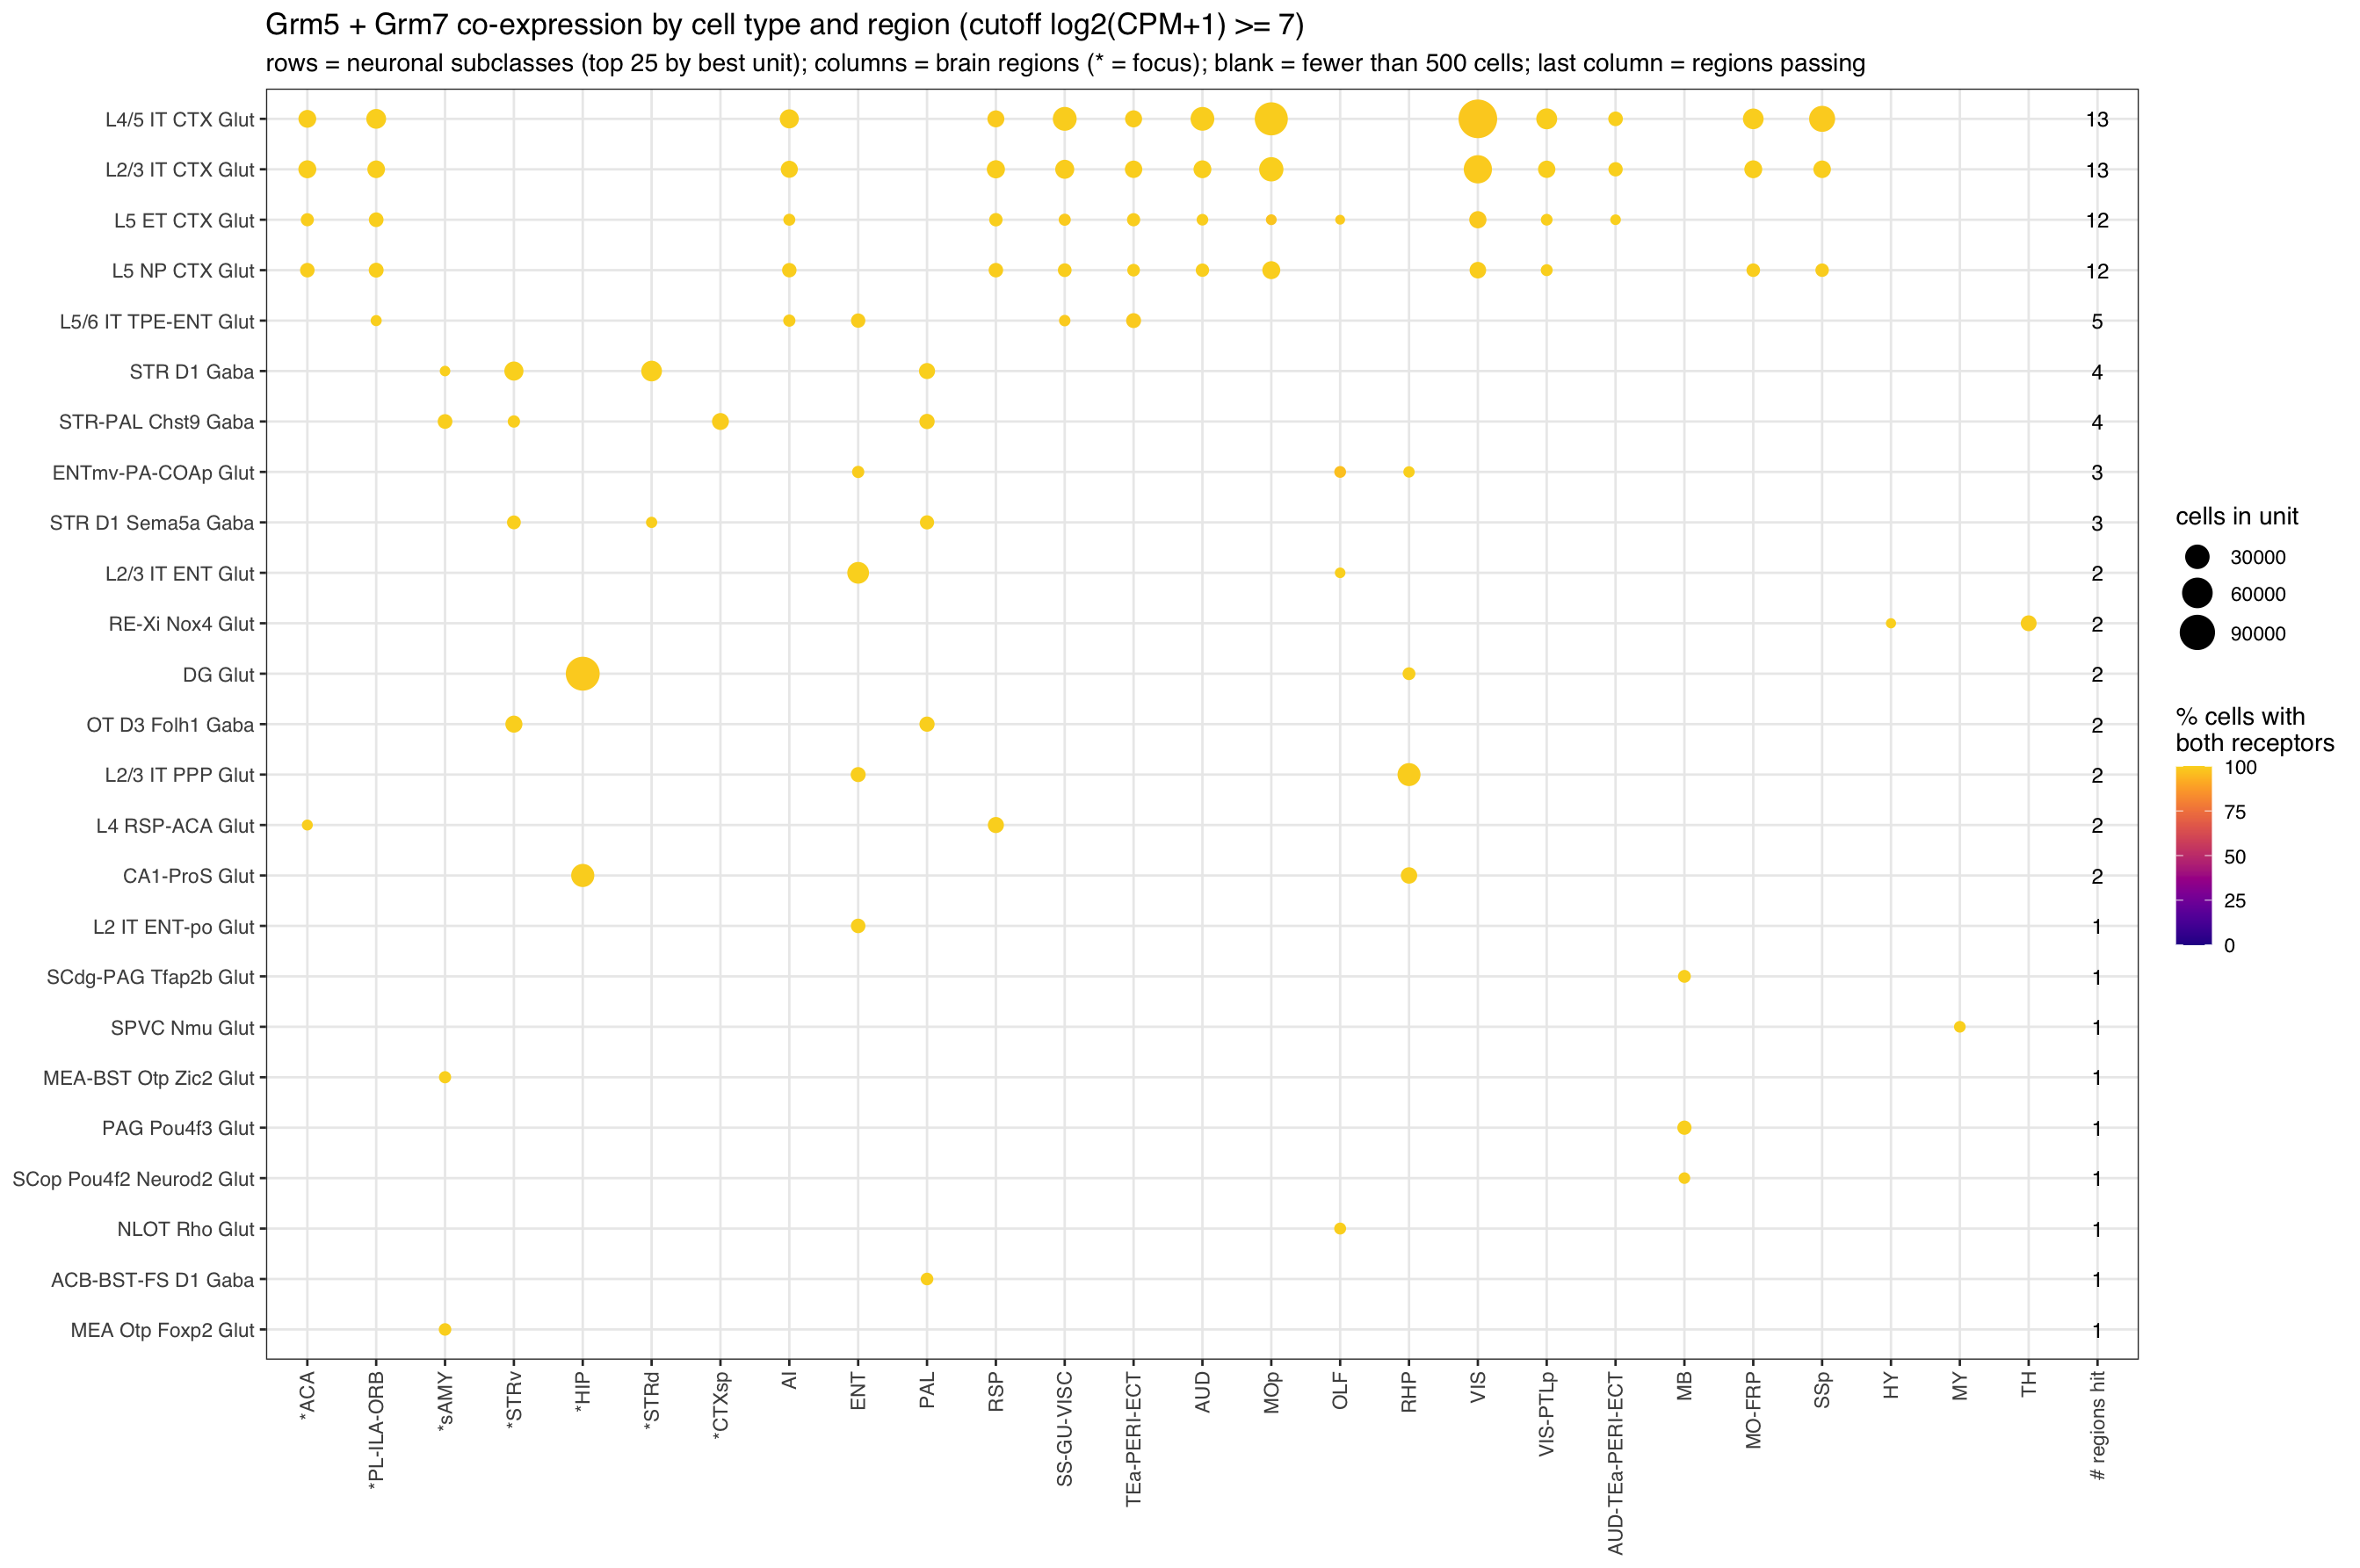 Grm5 + Grm7 co-expression by cell type and region (cutoff log2(CPM+1) >= 7)
rows = neuronal subclasses (top 25 by best unit); columns = brain regions (* = focus); blank = fewer than 500 cells; last column = regions passing
L4/5 IT CTX Glut 13
L2/3 IT CTX Glut 13
L5 ET CTX Glut 12
L5 NP CTX Glut 12
L5/6 IT TPE-ENT Glut 5
STR D1 Gaba 4
STR-PAL Chst9 Gaba 4
ENTmv-PA-COAp Glut 3
STR D1 Sema5a Gaba 3
L2/3 IT ENT Glut 2
RE-Xi Nox4 Glut 2
DG Glut 2
OT D3 Folh1 Gaba 2
L2/3 IT PPP Glut 2
L4 RSP-ACA Glut 2
CA1-ProS Glut 2
L2 IT ENT-po Glut 1
SCdg-PAG Tfap2b Glut 1
SPVC Nmu Glut 1
MEA-BST Otp Zic2 Glut 1
PAG Pou4f3 Glut 1
SCop Pou4f2 Neurod2 Glut 1
NLOT Rho Glut 1
ACB-BST-FS D1 Gaba 1
MEA Otp Foxp2 Glut 1
*ACA
*PL-ILA-ORB
*sAMY
*STRv
*HIP
*STRd
*CTXsp
AI
ENT
PAL
RSP
SS-GU-VISC
TEa-PERI-ECT
AUD
MOp
OLF
RHP
VIS
VIS-PTLp
AUD-TEa-PERI-ECT
MB
MO-FRP
SSp
HY
MY
TH
# regions hit
cells in unit
30000
60000
90000
% cells with
both receptors
100
75
50
25
0